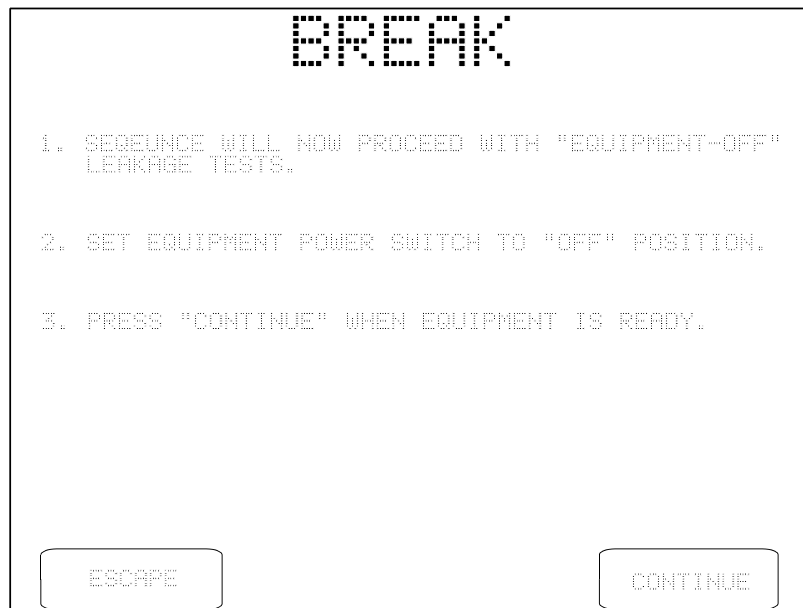 BREAK
1. SEQEUNCE WILL NOW PROCEED WITH "EQUIPMENT-OFF"
LEAKAGE TESTS.
2. SET EQUIPMENT POWER SWITCH TO "OFF" POSITION.
3. PRESS "CONTINUE" WHEN EQUIPMENT IS READY.
ESCAPE
CONTINUE